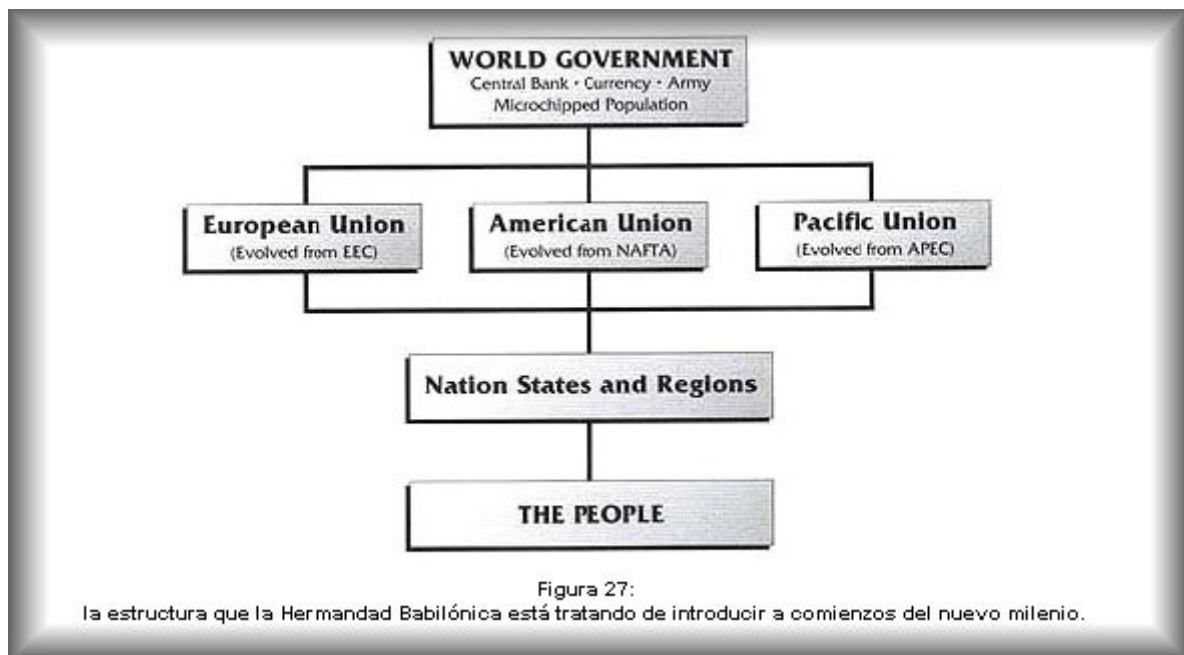 WORLD GOVERNMENT
Central Bank • Currency • Army
Microchipped Population
European Union
(Evolved from EEC)
American Union
(Evolved from NAFTA)
Pacific Union
(Evolved from APEC)
Nation States and Regions
THE PEOPLE
Figura 27:
la estructura que la Hermandad Babilónica está tratando de introducir a comienzos del nuevo milenio.